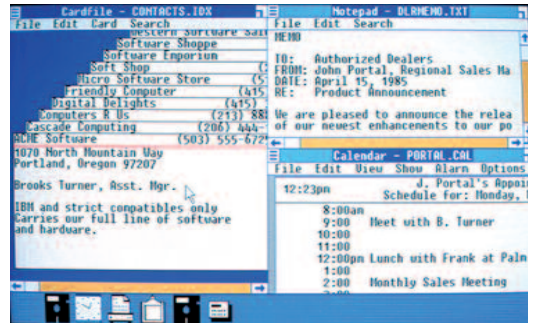 Cardfile - CONTACTS.IDX
File Edit Card Search
Western Software
Software Shoppe
Software Emporium
Soft Shop
Micro Software Store
Friendly Computer (415
Digital Delights (415)
Computers R Us (213) 88
Cascade Computing (206) 444-
ACME Software (503) 555-672
1070 North Mountain Way
Portland, Oregon 97207
Brooks Turner, Asst. Mgr.
IBM and strict compatibles only
Carries our full line of software
and hardware.
Notepad - DLRMEMO.TXT
File Edit Search
MEMO
TO: Authorized Dealers
FROM: John Portal, Regional Sales Ma
DATE: April 15, 1985
RE: Product Announcement
We are pleased to announce the relea
of our newest enhancements to our po
Calendar - PORTAL.CAL
File Edit View Show Alarm Options
12:23pm J. Portal's Appoi
Schedule for: Monday,
8:00am
9:00 Meet with B. Turner
10:00
11:00
12:00pm Lunch with Frank at Palm
1:00
2:00 Monthly Sales Meeting